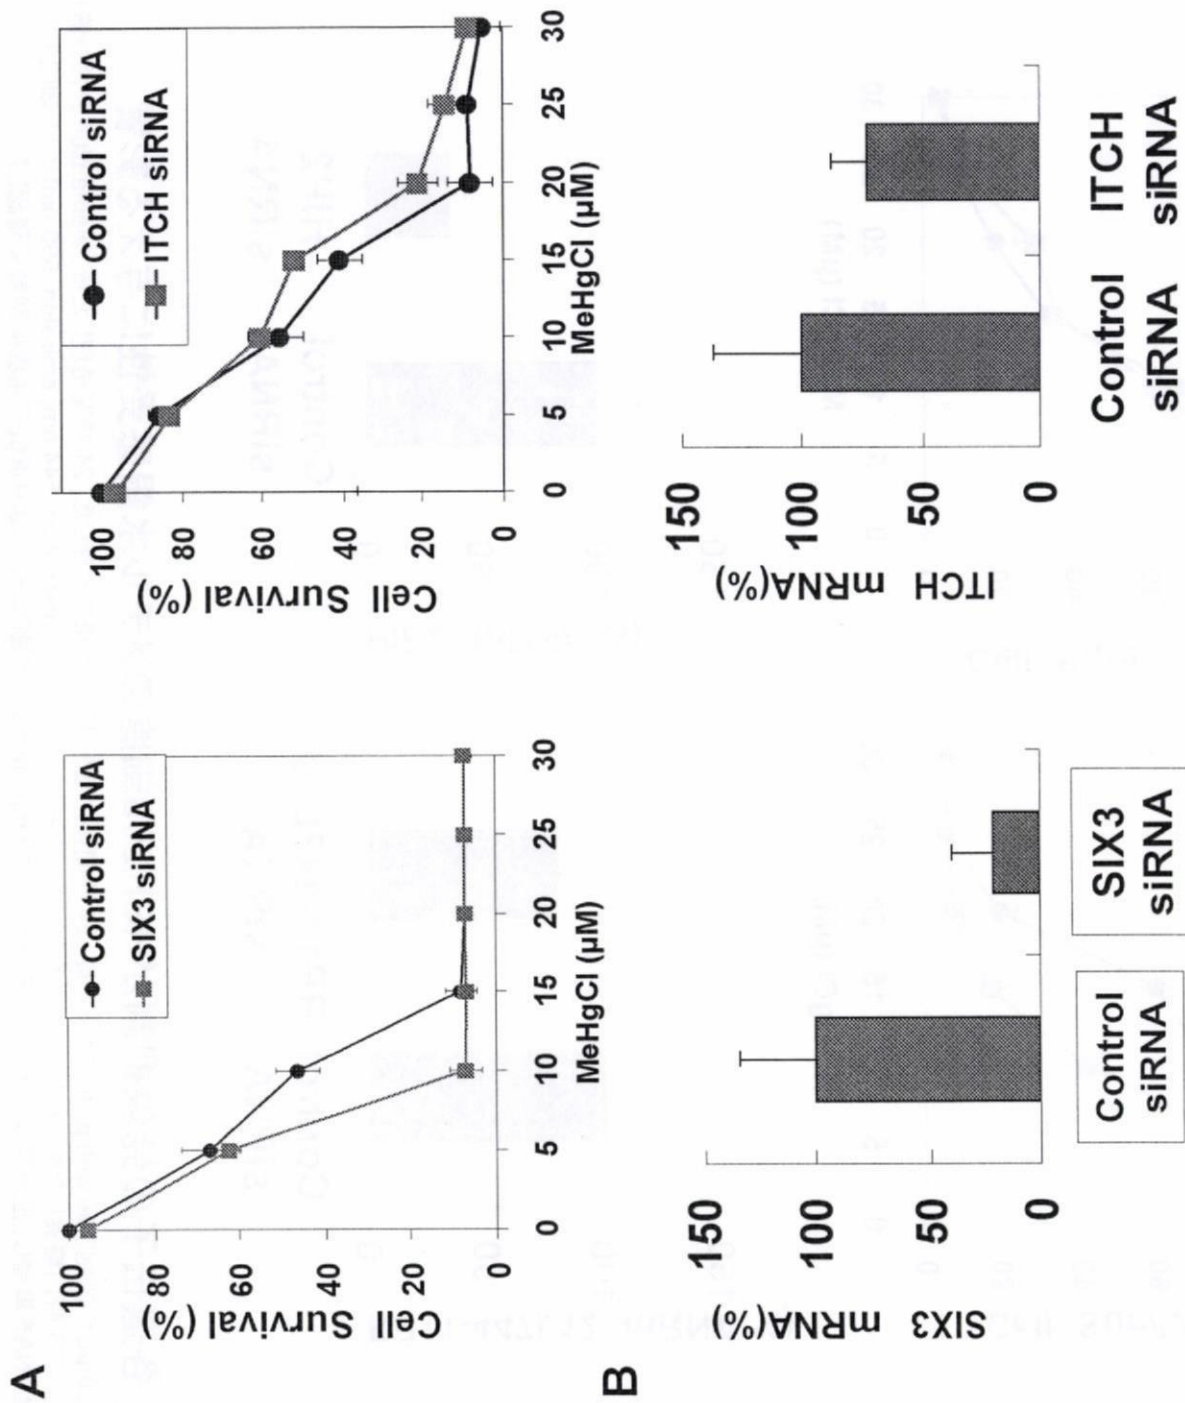 A
Cell Survival (%)
100
80
60
40
20
0
0 5 10 15 20 25 30
MeHgCl (µM)
Control siRNA
SIX3 siRNA
Cell Survival (%)
100
80
60
40
20
0
0 5 10 15 20 25 30
MeHgCl (µM)
Control siRNA
ITCH siRNA
B
SIX3 mRNA(%)
150
100
50
0
Control
siRNA
SIX3
siRNA
ITCH mRNA(%)
150
100
50
0
Control
siRNA
ITCH
siRNA